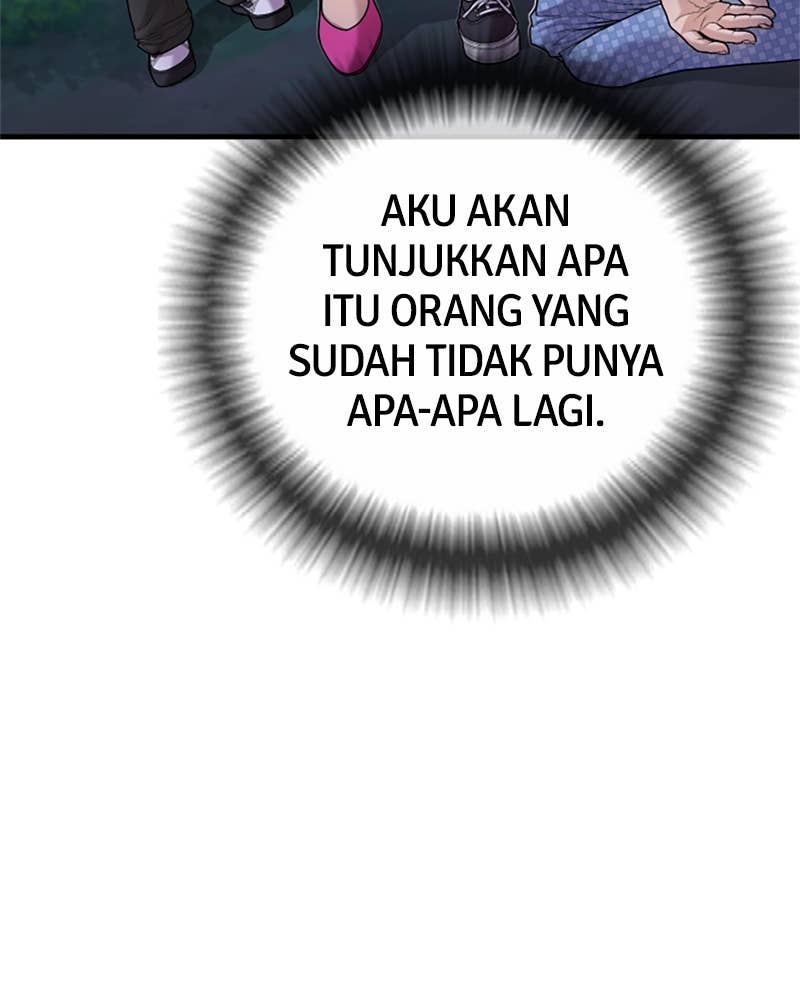 AKU AKAN
TUNJUKKAN APA
ITU ORANG YANG
SUDAH TIDAK PUNYA
APA-APA LAGI.